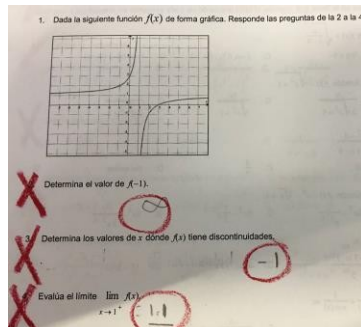 1. Dada la siguiente función f(x) de forma gráfica. Responde las preguntas de la 2 a la 4
Determina el valor de f(-1).
3. Determina los valores de x donde f(x) tiene discontinuidades.
-1
Evalúa el límite lim f(x)
x→1⁺
1.1